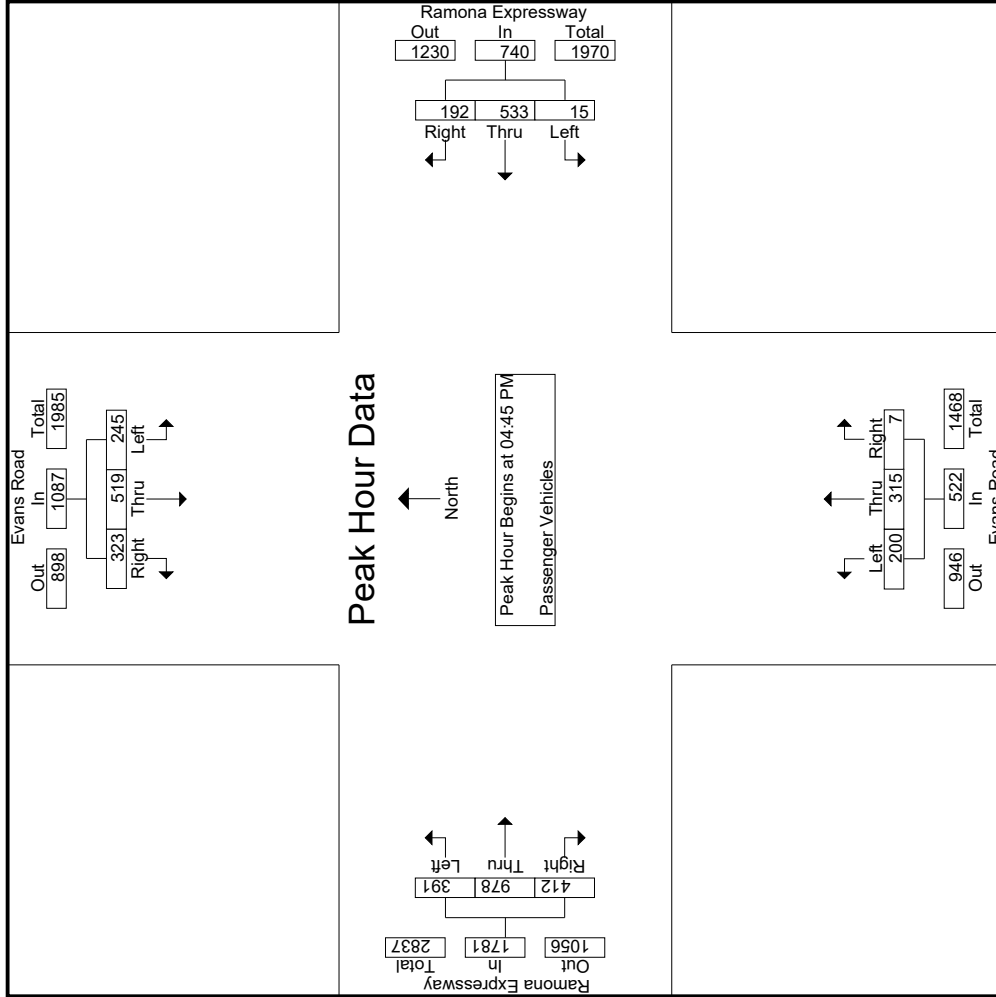 Ramona Expressway
Out In Total
1230 740 1970
192 533 15
Right Thru Left
Evans Road
Out In Total
898 1087 1985
323 519 245
Right Thru Left
Peak Hour Data
North
Peak Hour Begins at 04:45 PM
Passenger Vehicles
Left Thru Right
200 315 7
946 522 1468
Out In Total
Evans Road
Right Thru Left
412 978 391
1056 1781 2837
Out In Total
Ramona Expressway